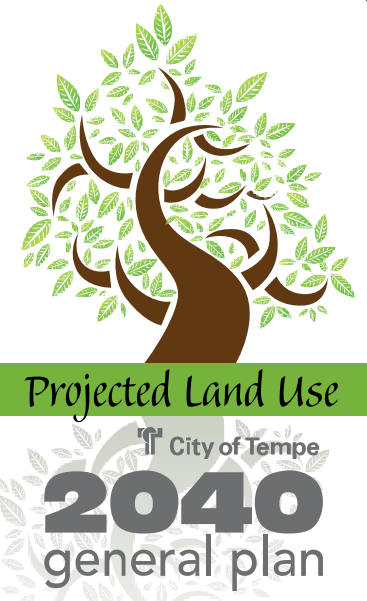 Projected Land Use
City of Tempe
2040
general plan